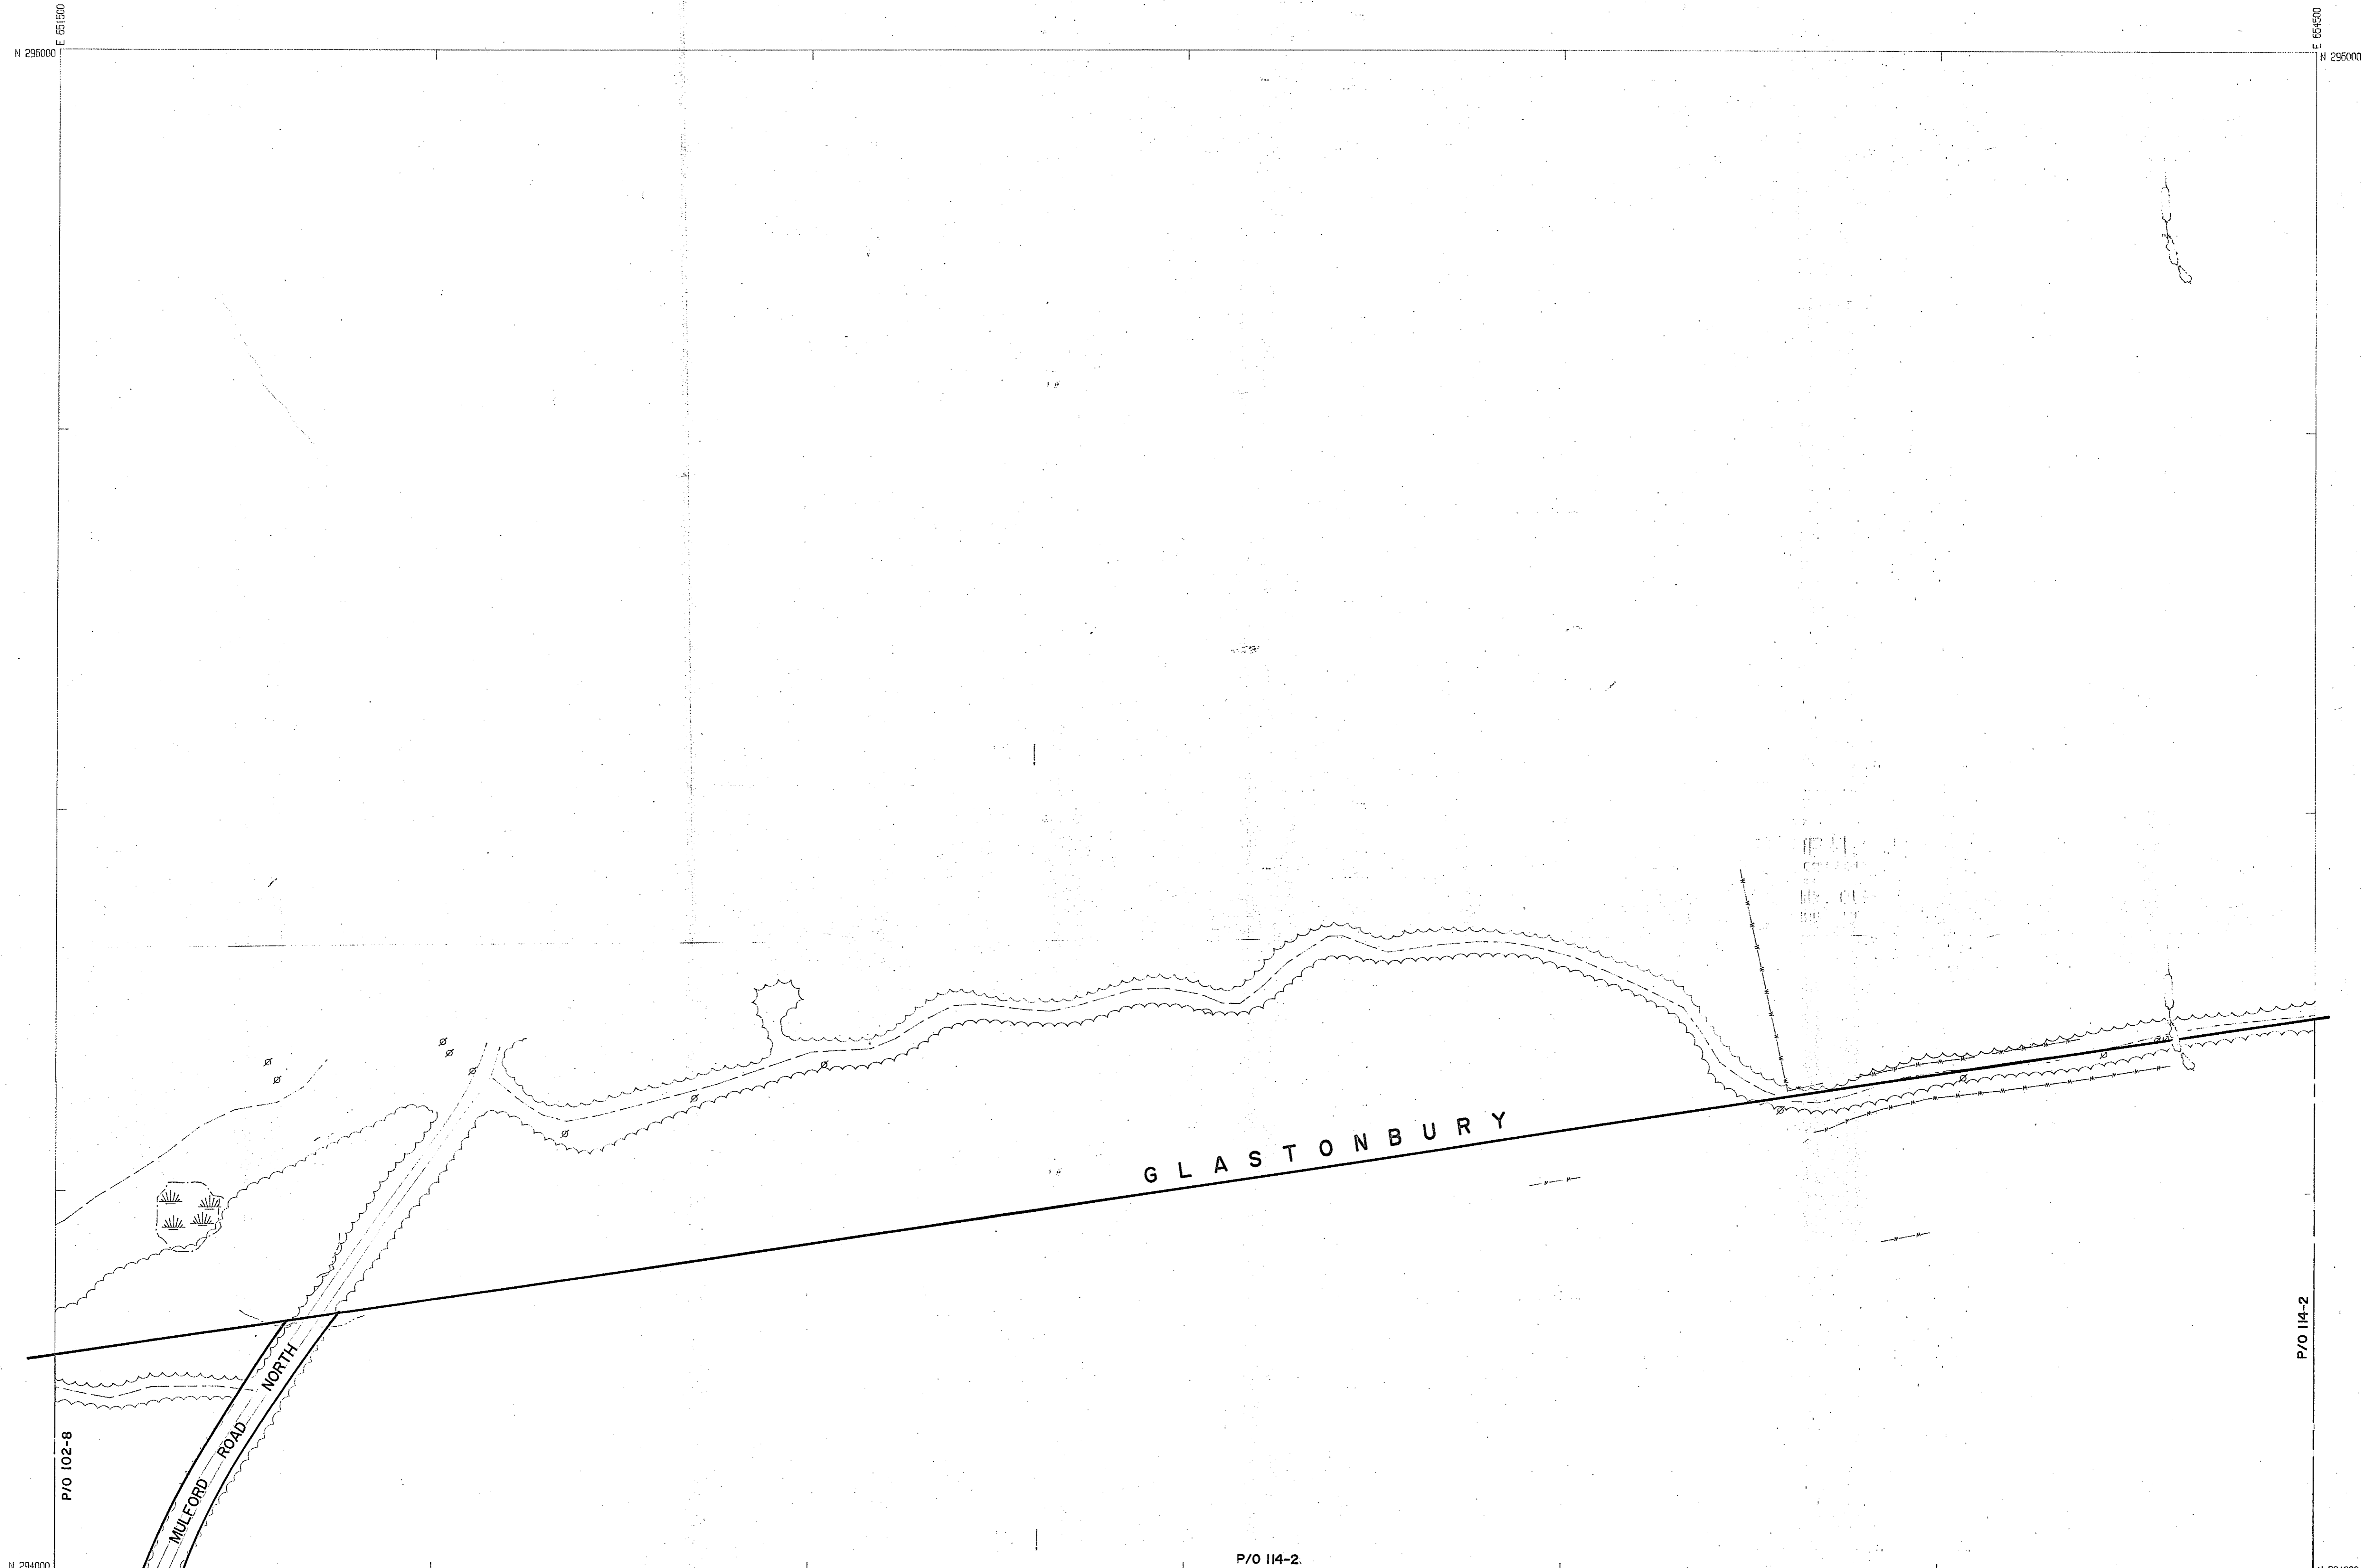 E 651500
E 654500
N 296000
N 296000
GLASTONBURY
MULFORD ROAD NORTH
P/O 102-8
P/O 114-2
P/O 114-2
N 294000